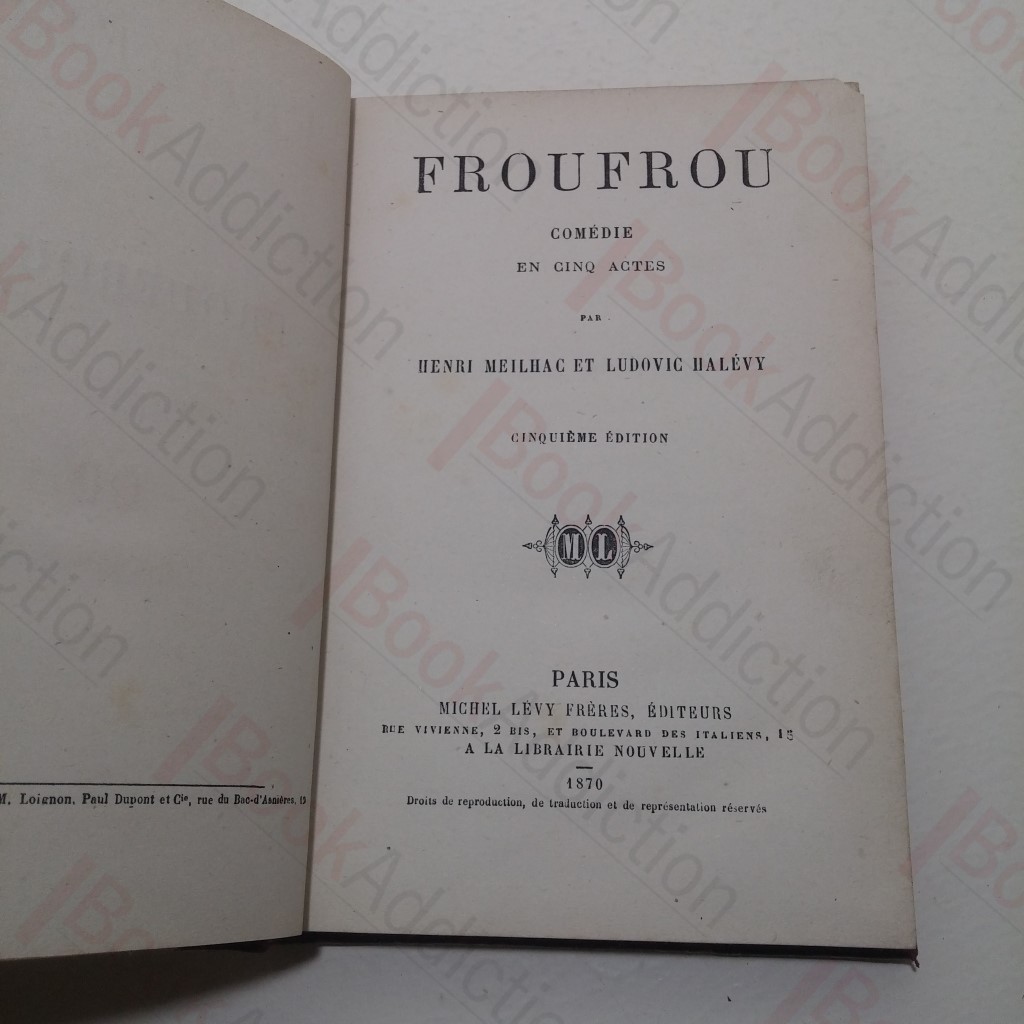 M. Loignon, Paul Dupont et Cie, rue du Bac-d'Asnières, 13
FROUFROU
COMÉDIE
EN CINQ ACTES
PAR
HENRI MEILHAC ET LUDOVIC HALÉVY
CINQUIÈME ÉDITION
ML
PARIS
MICHEL LÉVY FRÈRES, ÉDITEURS
RUE VIVIENNE, 2 BIS, ET BOULEVARD DES ITALIENS, 15
A LA LIBRAIRIE NOUVELLE
1870
Droits de reproduction, de traduction et de représentation réservés
BookAddiction